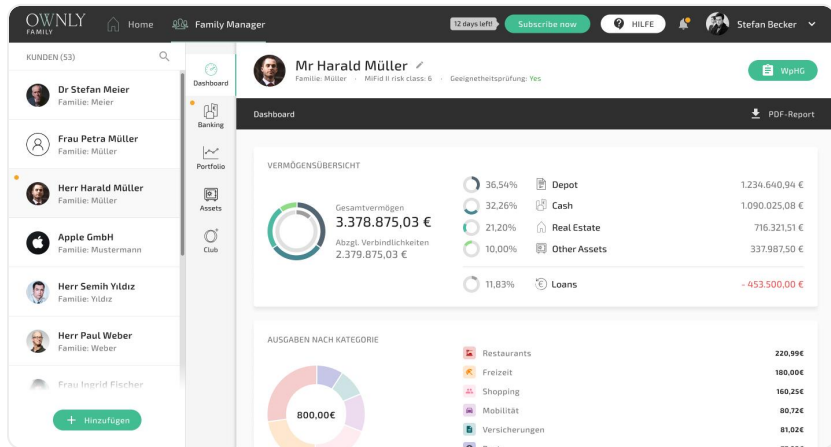 OWNLY
FAMILY
Home
Family Manager
12 days left!
Subscribe now
HILFE
Stefan Becker
KUNDEN (53)
Dr Stefan Meier
Familie: Meier
Frau Petra Müller
Familie: Müller
Herr Harald Müller
Familie: Müller
Apple GmbH
Familie: Mustermann
Herr Semih Yıldız
Familie: Yıldız
Herr Paul Weber
Familie: Weber
Frau Ingrid Fischer
+ Hinzufügen
Dashboard
Banking
Portfolio
Assets
Club
Mr Harald Müller
Familie: Müller · MiFid II risk class: 6 · Geeignetheitsprüfung: Yes
WpHG
Dashboard
PDF-Report
VERMÖGENSÜBERSICHT
Gesamtvermögen
3.378.875,03 €
Abzgl. Verbindlichkeiten
2.379.875,03 €
36,54% Depot 1.234.640,94 €
32,26% Cash 1.090.025,08 €
21,20% Real Estate 716.321,51 €
10,00% Other Assets 337.987,50 €
11,83% Loans - 453.500,00 €
AUSGABEN NACH KATEGORIE
800,00€
Restaurants 220,99€
Freizeit 180,00€
Shopping 160,25€
Mobilität 80,72€
Versicherungen 81,02€